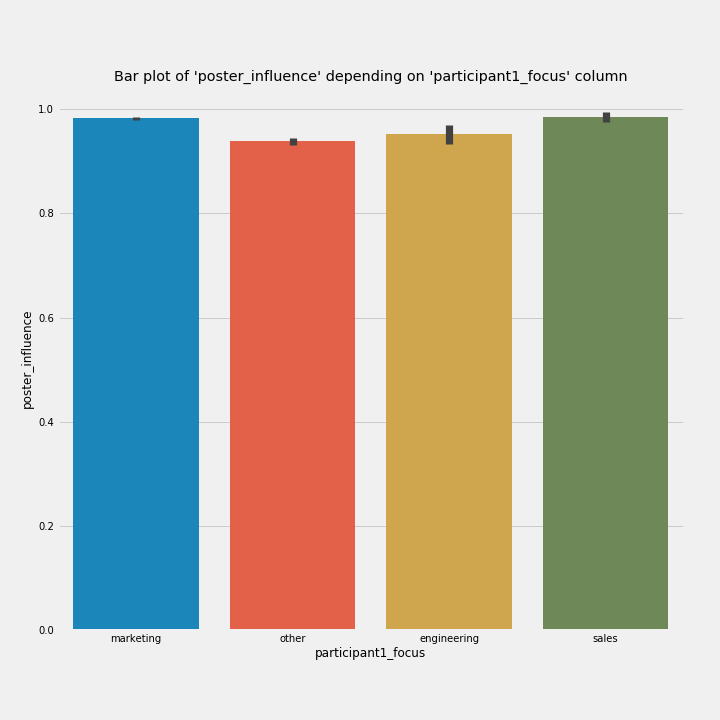 Bar plot of 'poster_influence' depending on 'participant1_focus' column
1.0
0.8
0.6
0.4
0.2
0.0
poster_influence
marketing other engineering sales
participant1_focus